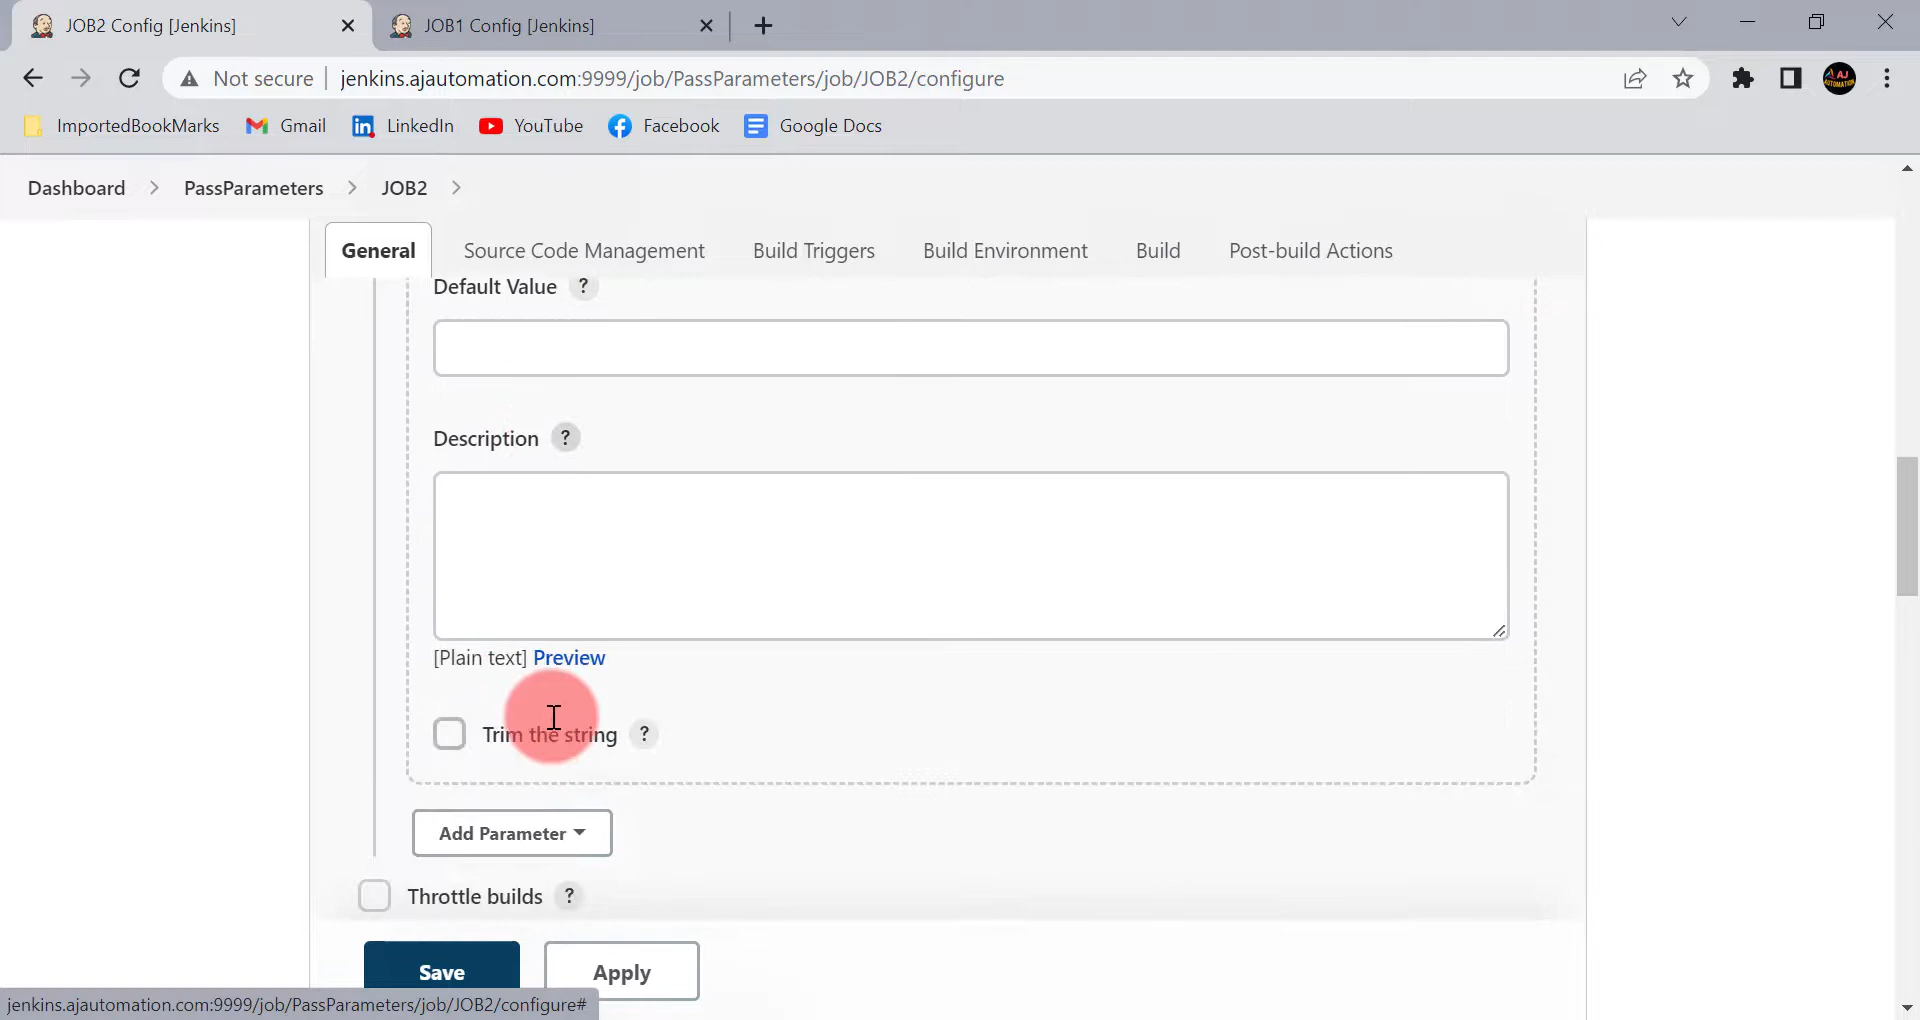 JOB2 Config [Jenkins]
JOB1 Config [Jenkins]
Not secure
jenkins.ajautomation.com:9999/job/PassParameters/job/JOB2/configure
AJ
AUTOMATION
ImportedBookMarks
Gmail
LinkedIn
YouTube
Facebook
Google Docs
Dashboard
PassParameters
JOB2
General
Source Code Management
Build Triggers
Build Environment
Build
Post-build Actions
Default Value ?
Description ?
[Plain text] Preview
Trim the string ?
Add Parameter
Throttle builds ?
Save
Apply
jenkins.ajautomation.com:9999/job/PassParameters/job/JOB2/configure#